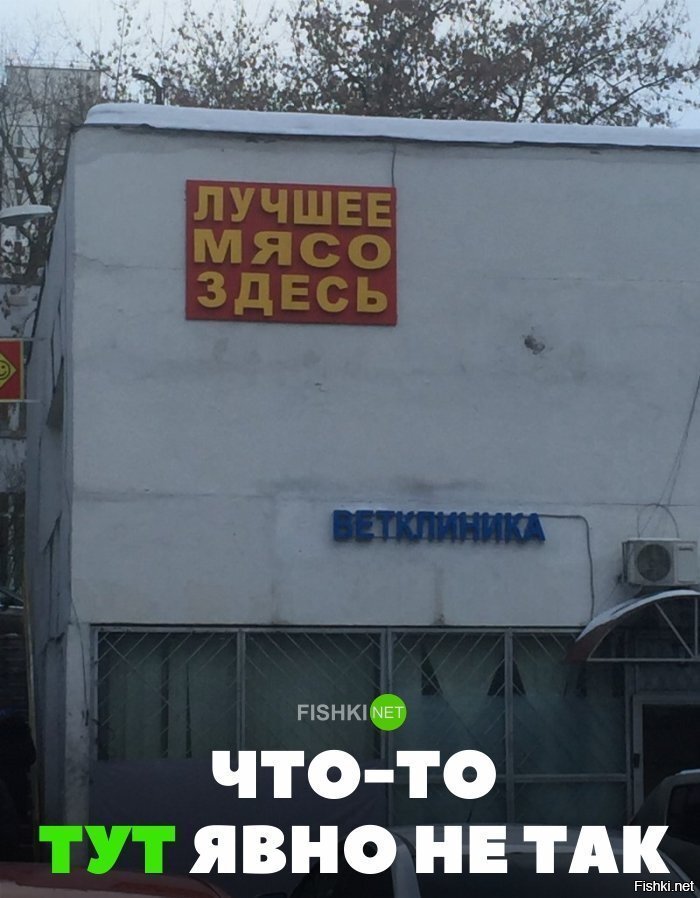 ЛУЧШЕЕ
МЯСО
ЗДЕСЬ
ВЕТКЛИНИКА
FISHKI NET
ЧТО-ТО
ТУТ ЯВНО НЕ ТАК
Fishki.net